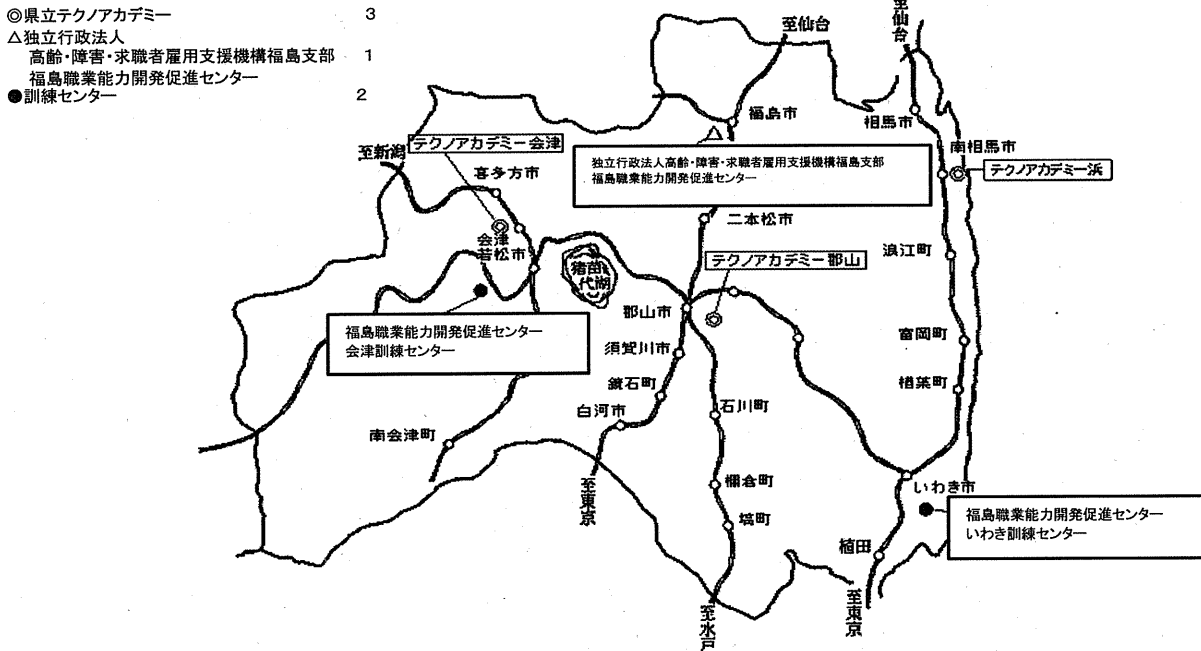 ◎県立テクノアカデミー 3
△独立行政法人
高齢・障害・求職者雇用支援機構福島支部 1
福島職業能力開発促進センター
●訓練センター 2
至仙台
至仙台
福島市
相馬市
テクノアカデミー会津
至新潟
喜多方市
独立行政法人高齢・障害・求職者雇用支援機構福島支部
福島職業能力開発促進センター
南相馬市
テクノアカデミー浜
二本松市
会津
若松市
テクノアカデミー郡山
浪江町
猪苗
代湖
郡山市
福島職業能力開発促進センター
会津訓練センター
富岡町
須賀川市
楢葉町
鏡石町
白河市
石川町
南会津町
棚倉町
いわき市
至東京
塙町
福島職業能力開発促進センター
いわき訓練センター
植田
至水戸
至東京